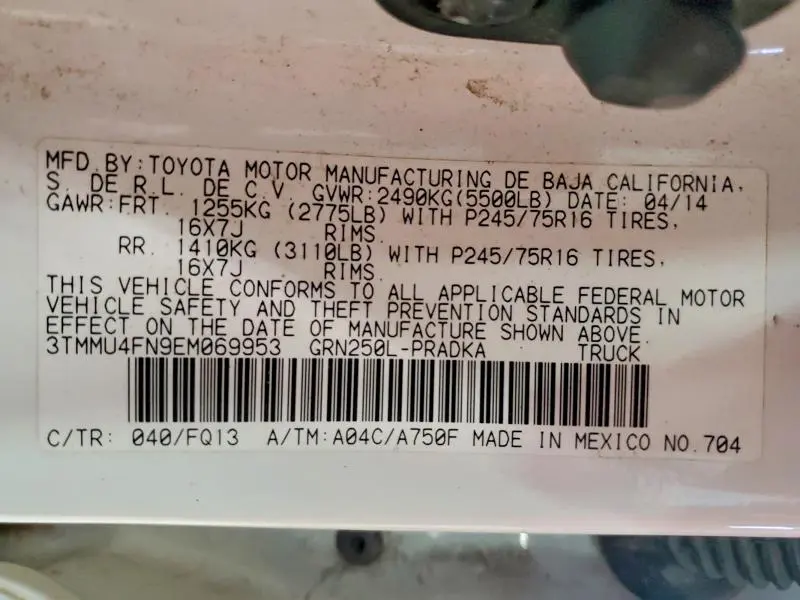 MFD.BY:TOYOTA MOTOR MANUFACTURING DE BAJA CALIFORNIA,
S. DE R.L. DE C.V. GVWR:2490KG(5500LB) DATE: 04/14
GAWR:FRT. 1255KG (2775LB) WITH P245/75R16 TIRES,
16X7J RIMS.
RR. 1410KG (3110LB) WITH P245/75R16 TIRES,
16X7J RIMS.
THIS VEHICLE CONFORMS TO ALL APPLICABLE FEDERAL MOTOR
VEHICLE SAFETY AND THEFT PREVENTION STANDARDS IN
EFFECT ON THE DATE OF MANUFACTURE SHOWN ABOVE.
3TMMU4FN9EM069953 GRN250L-PRADKA TRUCK
C/TR: 040/FQ13 A/TM:A04C/A750F MADE IN MEXICO NO.704